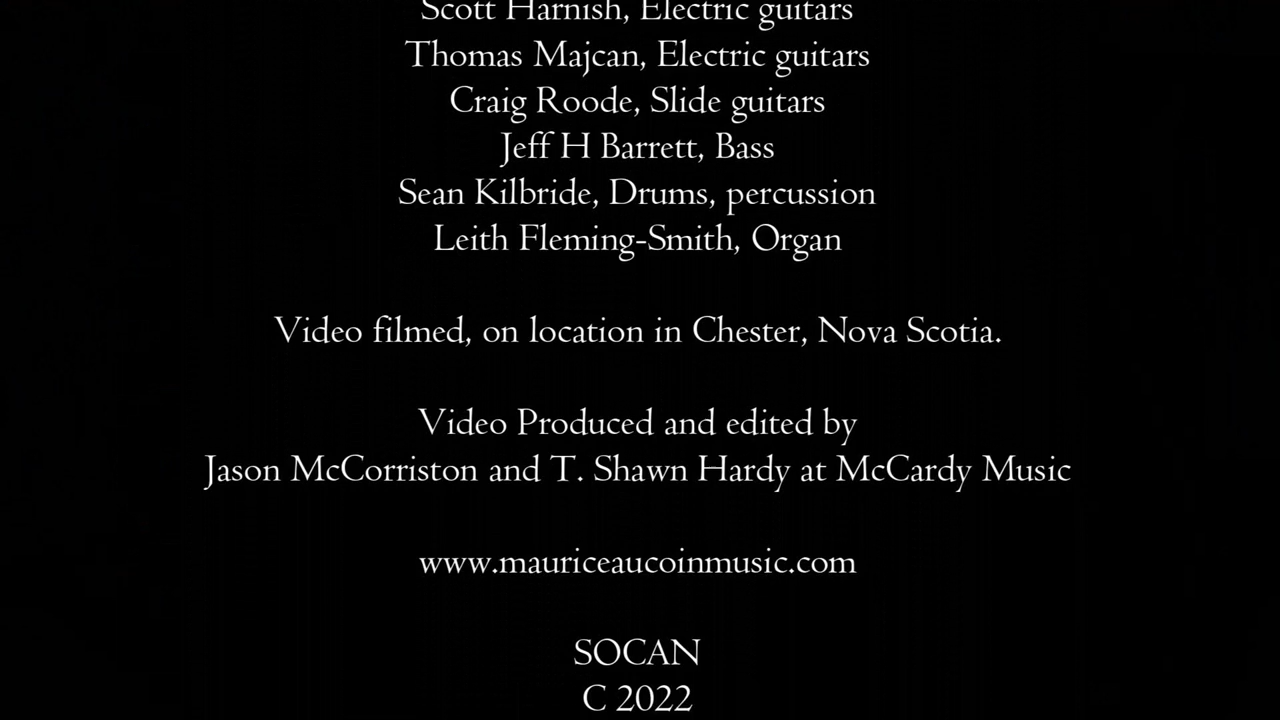 Scott Harnish, Electric guitars
Thomas Majcan, Electric guitars
Craig Roode, Slide guitars
Jeff H Barrett, Bass
Sean Kilbride, Drums, percussion
Leith Fleming-Smith, Organ
Video filmed, on location in Chester, Nova Scotia.
Video Produced and edited by
Jason McCorriston and T. Shawn Hardy at McCardy Music
www.mauriceaucoinmusic.com
SOCAN
C 2022